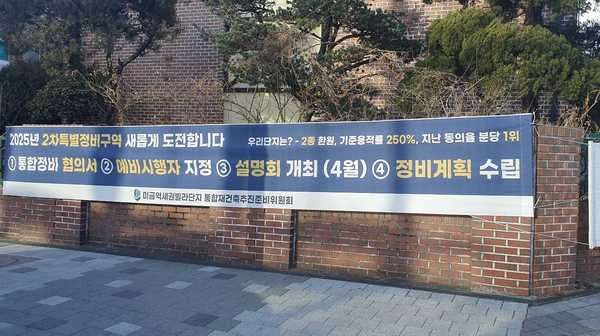 2025년 2차특별정비구역 새롭게 도전합니다
우리단지는? - 2종 환원, 기준용적률 250%, 지난 동의율 분당 1위
① 통합정비 협의서 ② 예비시행자 지정 ③ 설명회 개최 (4월) ④ 정비계획 수립
미금역세권빌라단지 통합재건축추진준비위원회